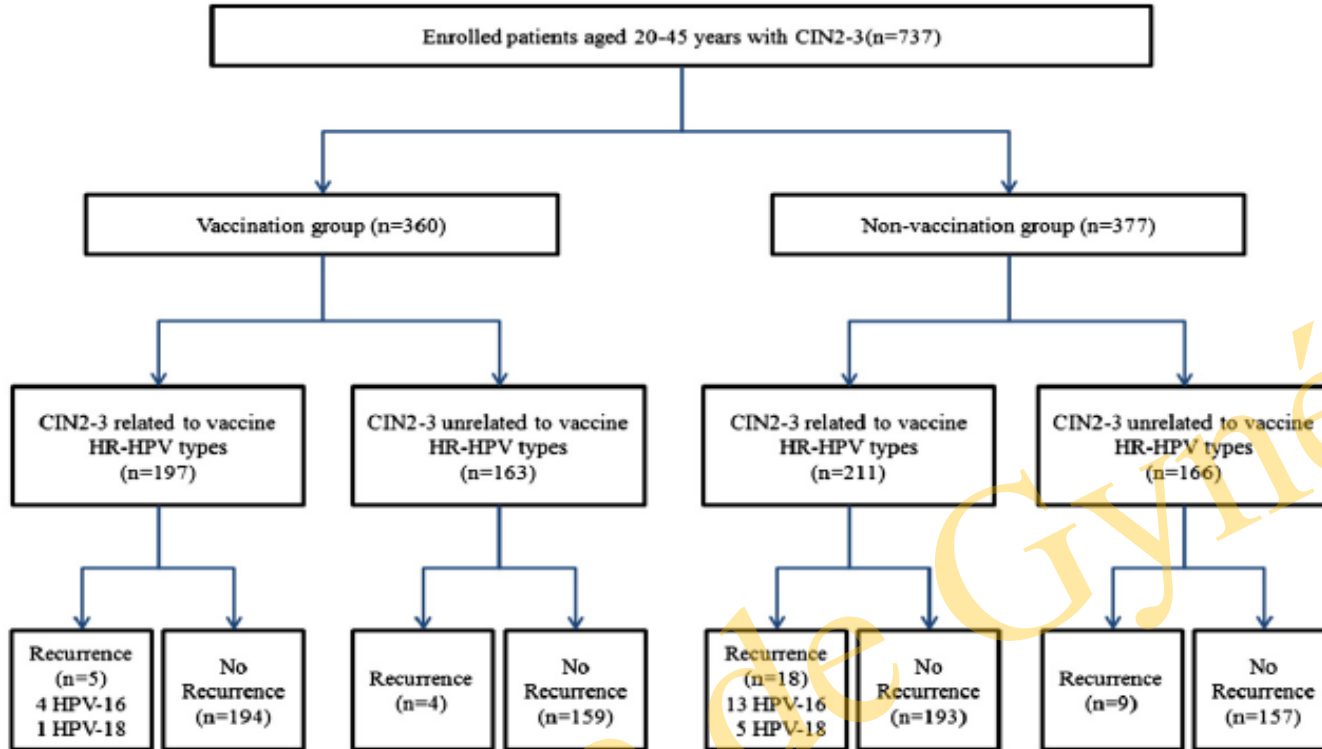 Enrolled patients aged 20-45 years with CIN2-3(n=737)
Vaccination group (n=360)
Non-vaccination group (n=377)
CIN2-3 related to vaccine
HR-HPV types
(n=197)
CIN2-3 unrelated to vaccine
HR-HPV types
(n=163)
CIN2-3 related to vaccine
HR-HPV types
(n=211)
CIN2-3 unrelated to vaccine
HR-HPV types
(n=166)
Recurrence
(n=5)
4 HPV-16
1 HPV-18
No
Recurrence
(n=194)
Recurrence
(n=4)
No
Recurrence
(n=159)
Recurrence
(n=18)
13 HPV-16
5 HPV-18
No
Recurrence
(n=193)
Recurrence
(n=9)
No
Recurrence
(n=157)
de Gyné